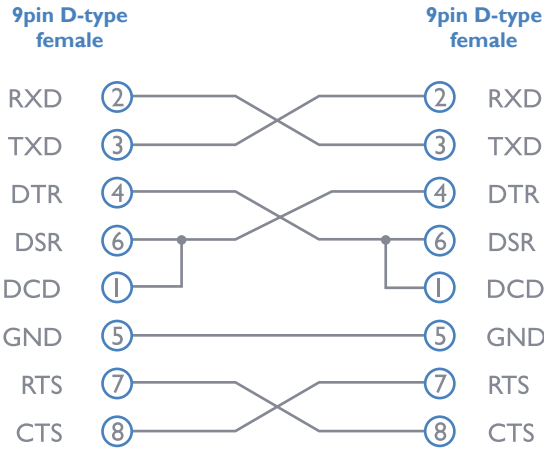 9pin D-type female 9pin D-type female
RXD 2 2 RXD
TXD 3 3 TXD
DTR 4 4 DTR
DSR 6 6 DSR
DCD 1 1 DCD
GND 5 5 GND
RTS 7 7 RTS
CTS 8 8 CTS